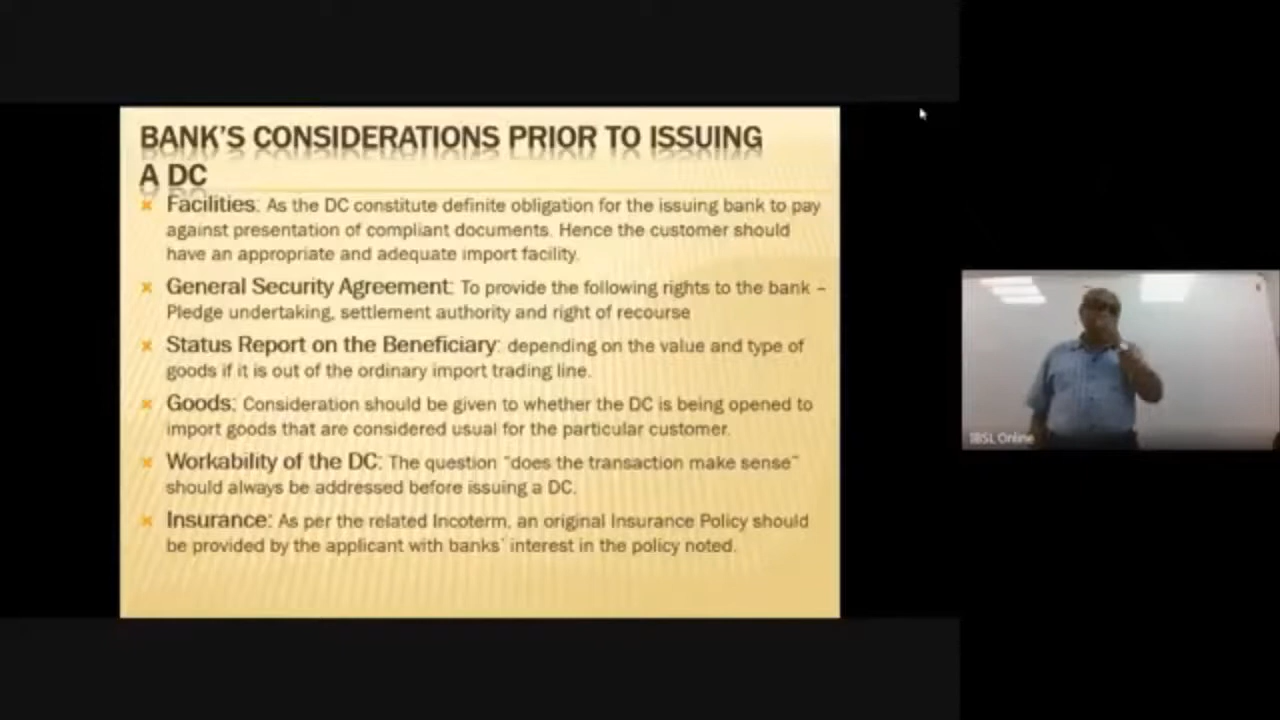 BANK'S CONSIDERATIONS PRIOR TO ISSUING
A DC
Facilities: As the DC constitute definite obligation for the issuing bank to pay
against presentation of compliant documents. Hence the customer should
have an appropriate and adequate import facility.
General Security Agreement: To provide the following rights to the bank –
Pledge undertaking, settlement authority and right of recourse
Status Report on the Beneficiary: depending on the value and type of
goods if it is out of the ordinary import trading line.
Goods: Consideration should be given to whether the DC is being opened to
import goods that are considered usual for the particular customer.
Workability of the DC: The question "does the transaction make sense"
should always be addressed before issuing a DC.
Insurance: As per the related Incoterm, an original Insurance Policy should
be provided by the applicant with banks' interest in the policy noted.
IBSL Online